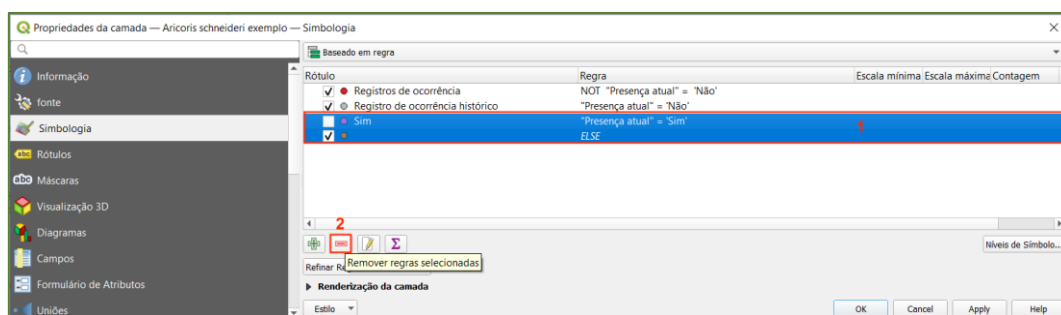 Propriedades da camada — Aricoris schneideri exemplo — Simbologia
Baseado em regra
Informação
fonte
Simbologia
Rótulos
Máscaras
Visualização 3D
Diagramas
Campos
Formulário de Atributos
Uniões
Rótulo Regra Escala mínima Escala máxima Contagem
Registros de ocorrência NOT "Presença atual" = 'Não'
Registro de ocorrência histórico "Presença atual" = 'Não'
Sim "Presença atual" = 'Sim' 1
ELSE
2
Níveis de Símbolo...
Remover regras selecionadas
Refinar
Renderização da camada
Estilo OK Cancel Apply Help